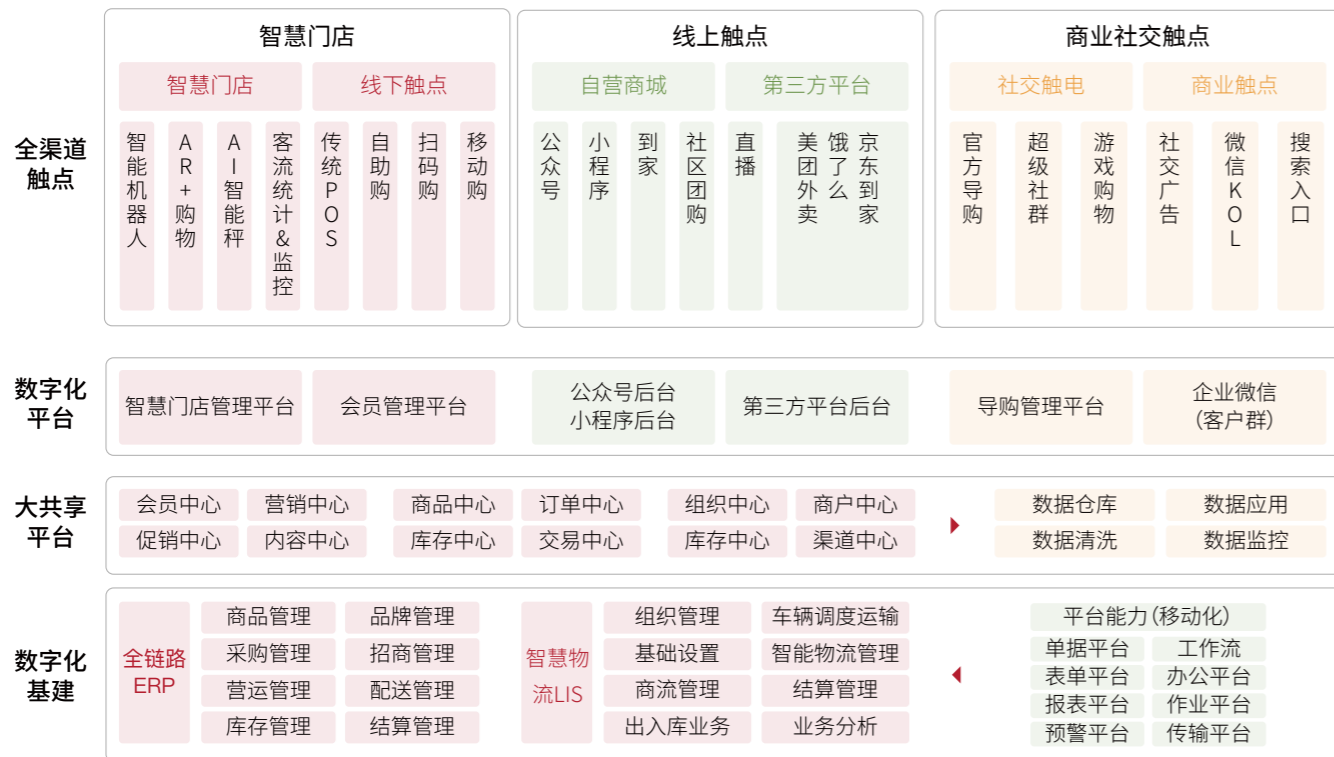 全渠道
触点
智慧门店
智慧门店
线下触点
智能机器人
AR+购物
AI智能秤
客流统计&监控
传统POS
自助购
扫码购
移动购
线上触点
自营商城
第三方平台
公众号
小程序
到家
社区团购
直播
美团外卖
饿了么
京东到家
商业社交触点
社交触电
商业触点
官方导购
超级社群
游戏购物
社交广告
微信KOL
搜索入口
数字化
平台
智慧门店管理平台
会员管理平台
公众号后台
小程序后台
第三方平台后台
导购管理平台
企业微信
(客户群)
大共享
平台
会员中心
营销中心
商品中心
订单中心
组织中心
商户中心
数据仓库
数据应用
促销中心
内容中心
库存中心
交易中心
库存中心
渠道中心
数据清洗
数据监控
数字化
基建
全链路
ERP
商品管理
品牌管理
采购管理
招商管理
营运管理
配送管理
库存管理
结算管理
智慧物
流LIS
组织管理
车辆调度运输
基础设置
智能物流管理
商流管理
结算管理
出入库业务
业务分析
平台能力(移动化)
单据平台
工作流
表单平台
办公平台
报表平台
作业平台
预警平台
传输平台